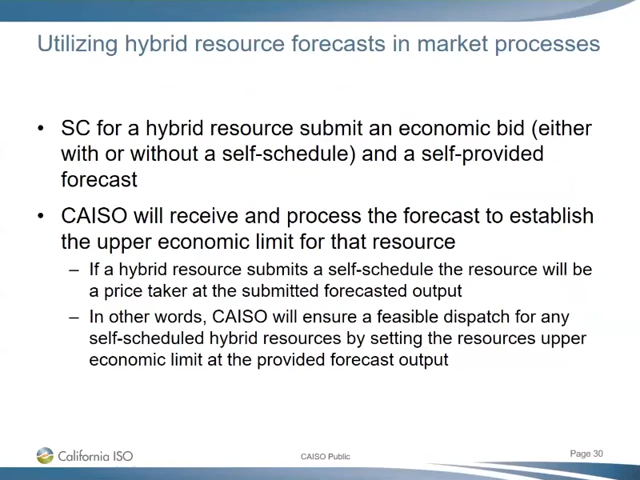 Utilizing hybrid resource forecasts in market processes
• SC for a hybrid resource submit an economic bid (either
with or without a self-schedule) and a self-provided
forecast
• CAISO will receive and process the forecast to establish
the upper economic limit for that resource
– If a hybrid resource submits a self-schedule the resource will be
a price taker at the submitted forecasted output
– In other words, CAISO will ensure a feasible dispatch for any
self-scheduled hybrid resources by setting the resources upper
economic limit at the provided forecast output
California ISO
CAISO Public
Page 30